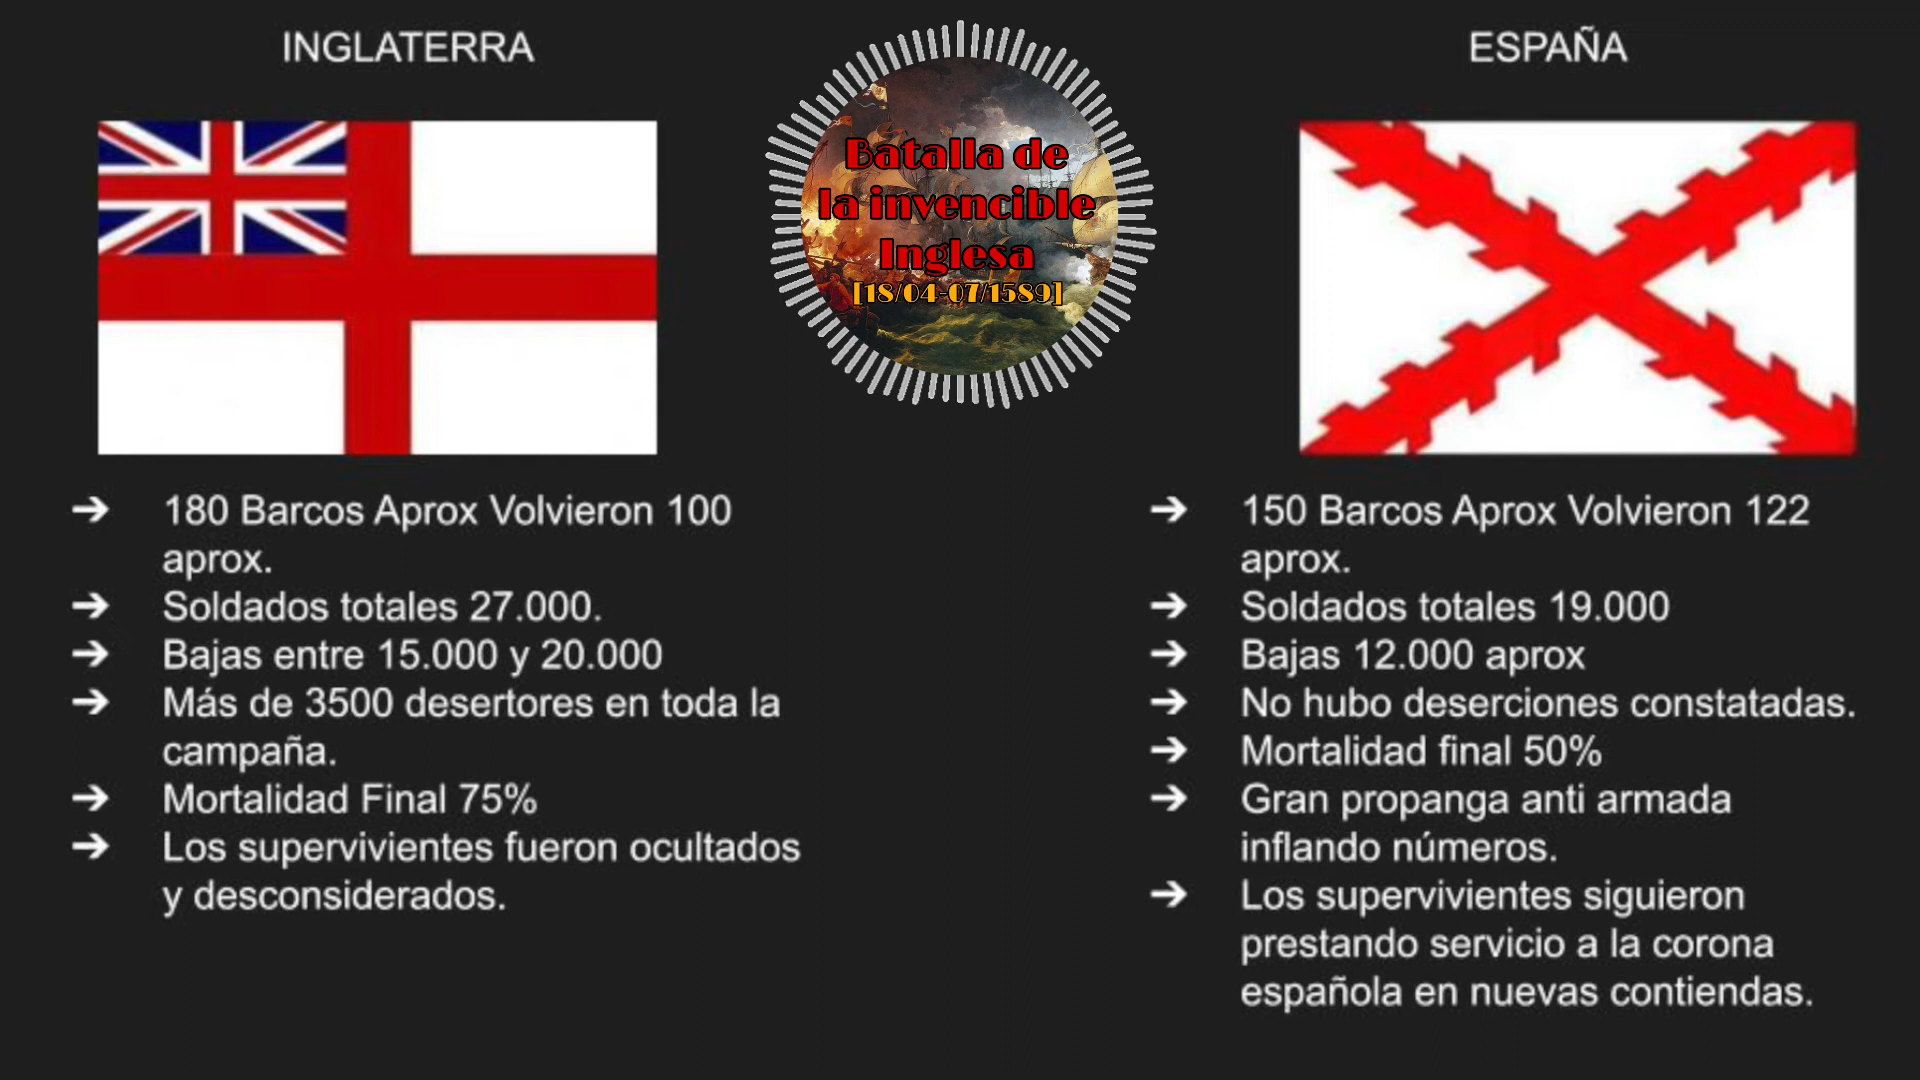 INGLATERRA
Batalla de
la invencible
Inglesa
[18/04-07/1589]
ESPAÑA
➔ 180 Barcos Aprox Volvieron 100
aprox.
➔ Soldados totales 27.000.
➔ Bajas entre 15.000 y 20.000
➔ Más de 3500 desertores en toda la
campaña.
➔ Mortalidad Final 75%
➔ Los supervivientes fueron ocultados
y desconsiderados.
➔ 150 Barcos Aprox Volvieron 122
aprox.
➔ Soldados totales 19.000
➔ Bajas 12.000 aprox
➔ No hubo deserciones constatadas.
➔ Mortalidad final 50%
➔ Gran propanga anti armada
inflando números.
➔ Los supervivientes siguieron
prestando servicio a la corona
española en nuevas contiendas.